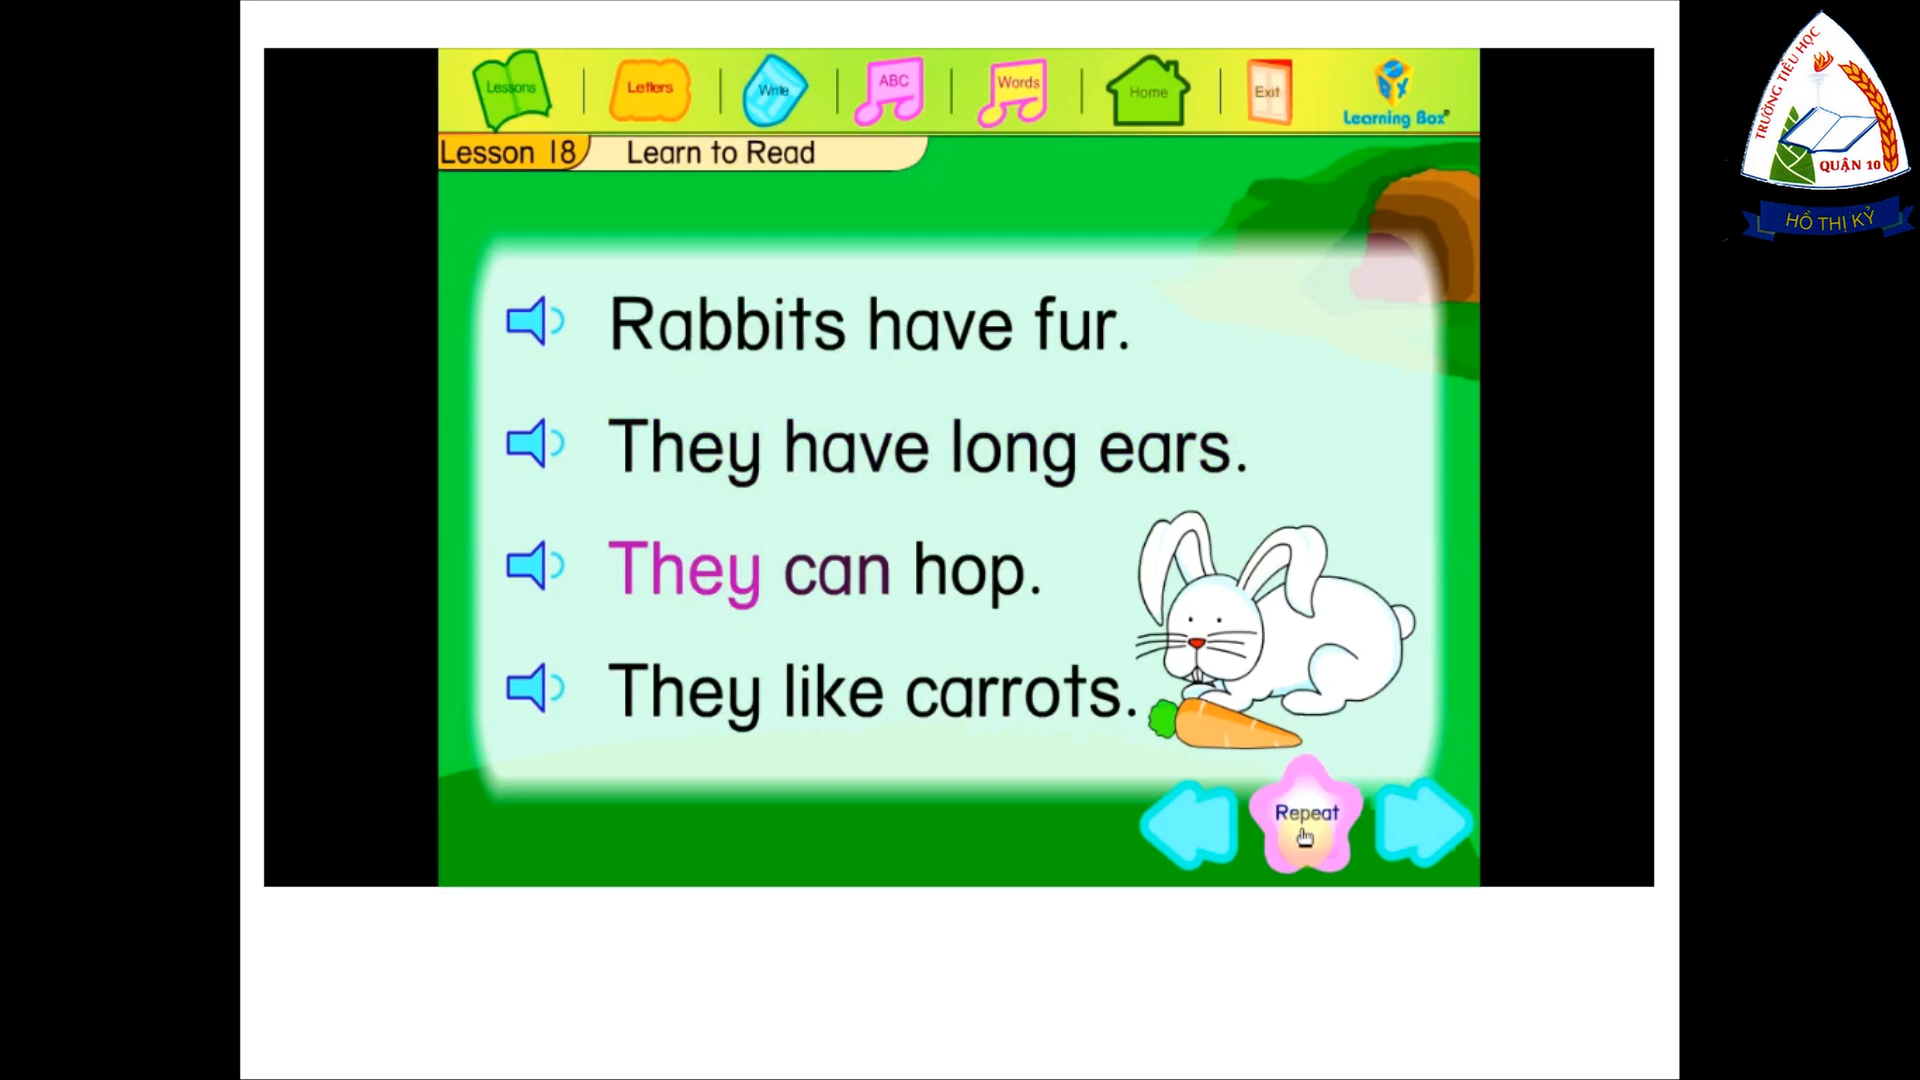 Lessons
Letters
Write
ABC
Words
Home
Exit
Learning Box
Lesson 18
Learn to Read
Rabbits have fur.
They have long ears.
They can hop.
They like carrots.
Repeat
TRƯỜNG TIỂU HỌC
QUẬN 10
HỒ THỊ KỶ